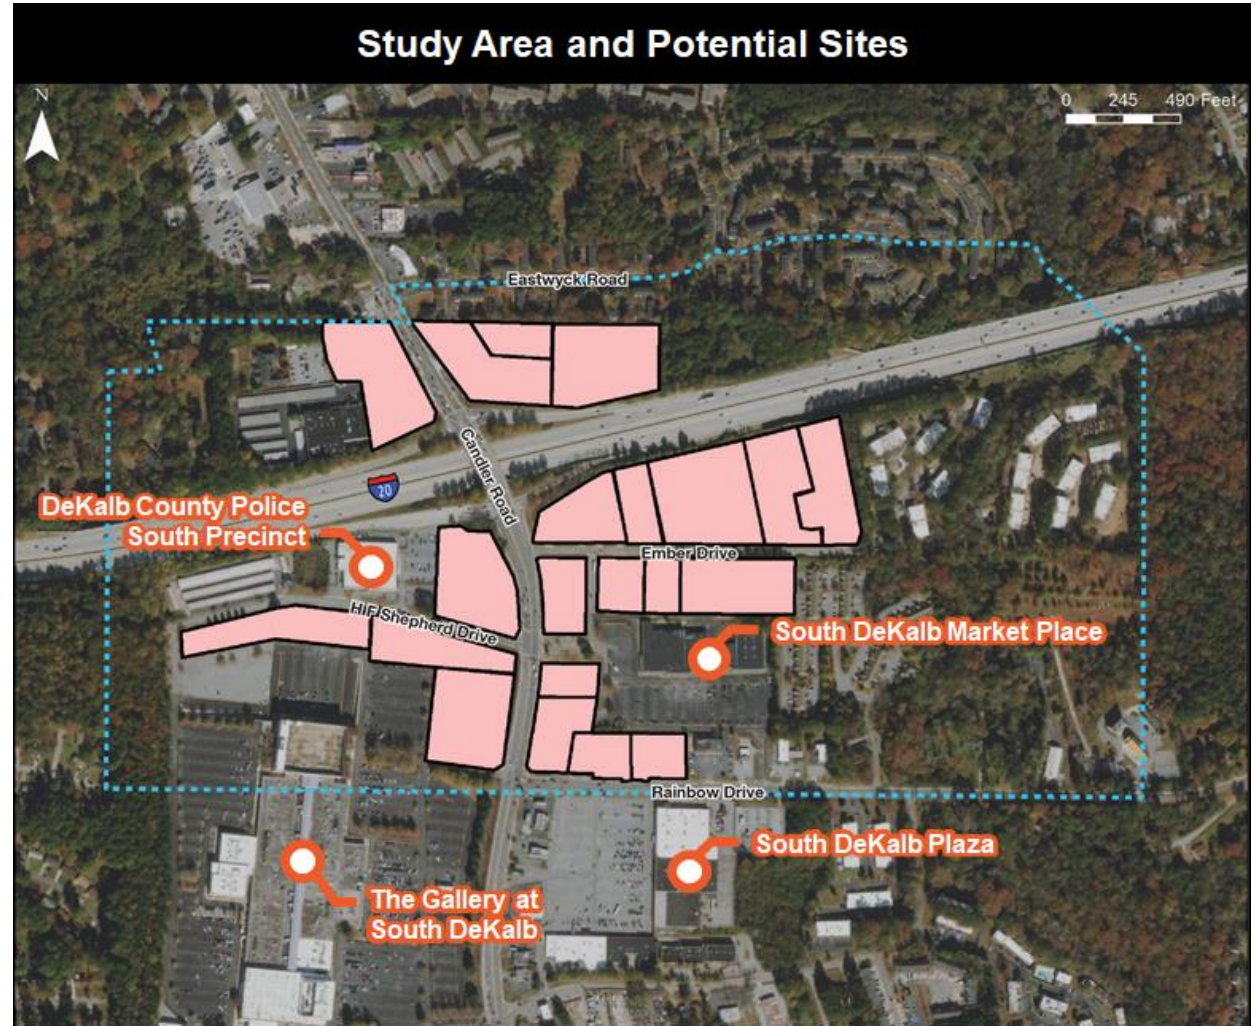 Study Area and Potential Sites
N
0 245 490 Feet
Eastwyck Road
Candler Road
20
DeKalb County Police
South Precinct
Ember Drive
H F Shepherd Drive
South DeKalb Market Place
Rainbow Drive
South DeKalb Plaza
The Gallery at
South DeKalb